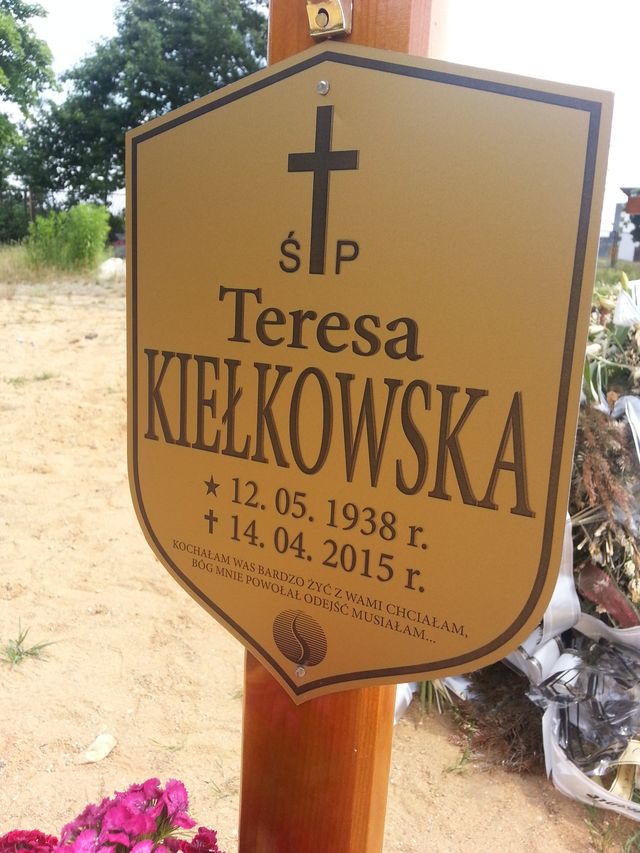 Ś P
Teresa
KIEŁKOWSKA
★ 12. 05. 1938 r.
✝ 14. 04. 2015 r.
KOCHAŁAM WAS BARDZO ŻYĆ Z WAMI CHCIAŁAM,
BÓG MNIE POWOŁAŁ ODEJŚĆ MUSIAŁAM...